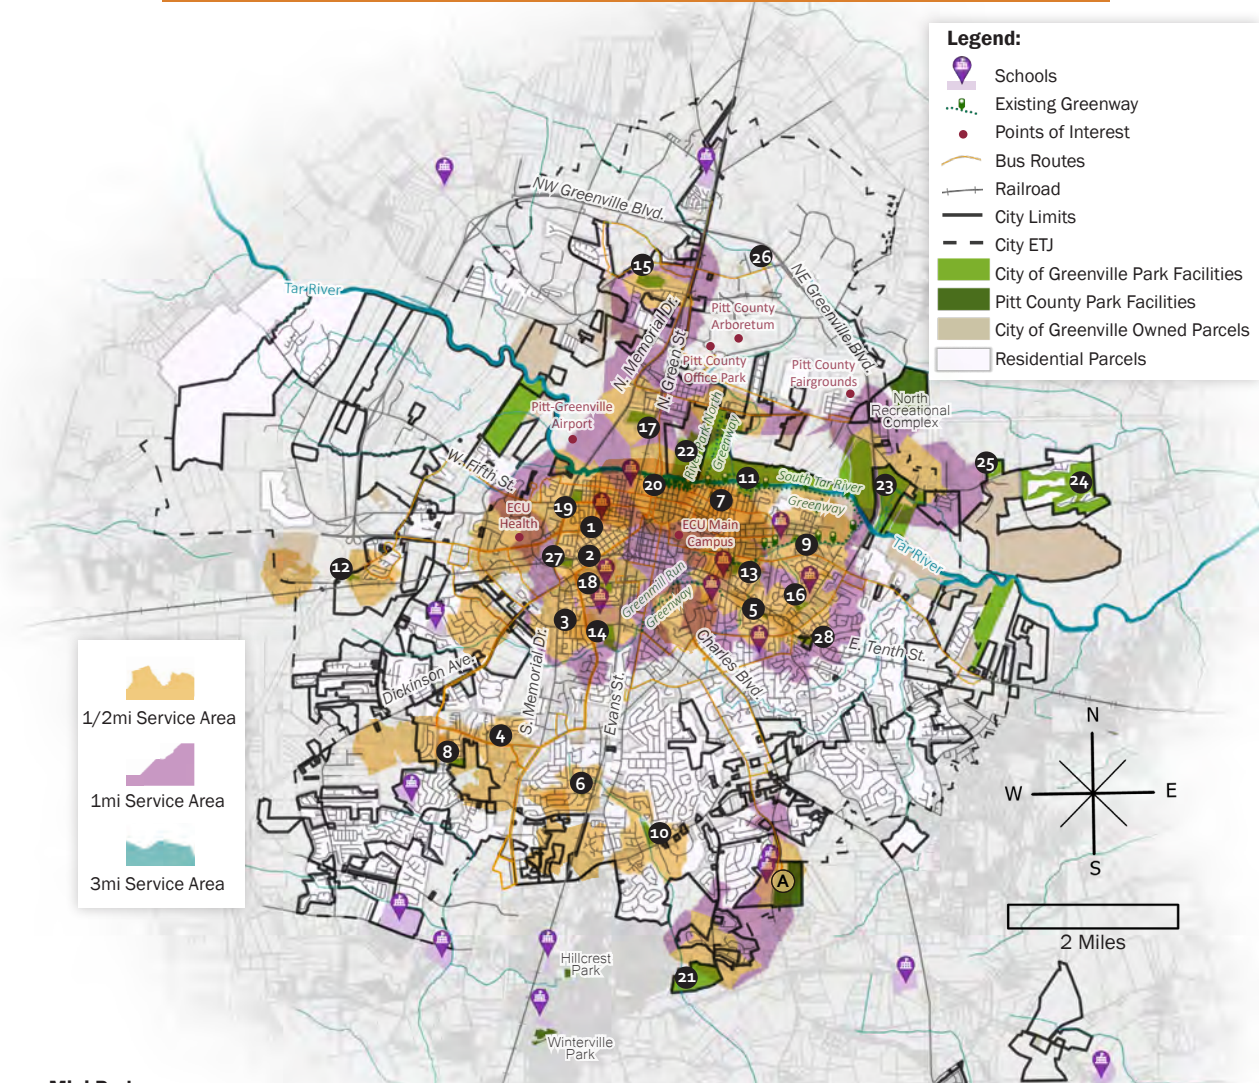 Legend:
Schools
Existing Greenway
Points of Interest
Bus Routes
Railroad
City Limits
City ETJ
City of Greenville Park Facilities
Pitt County Park Facilities
City of Greenville Owned Parcels
Residential Parcels
NW Greenville Blvd.
26
15
NE Greenville Blvd.
Tar River
Pitt County
Arboretum
N. Memorial Dr.
N. Green St.
Pitt County
Office Park
Pitt County
Fairgrounds
North
Recreational
Complex
Pitt-Greenville
Airport
17
River Park North
Greenway
22
W. Fifth St.
25
24
20
11
South Tar River
Greenway
23
7
19
ECU
Health
1
ECU Main
Campus
9
Tar River
27
2
12
18
13
Greenmill Run
Greenway
16
5
3
14
28
Charles Blvd.
E. Tenth St.
Dickinson Ave.
S. Memorial Dr.
Evans St.
1/2mi Service Area
1mi Service Area
3mi Service Area
4
8
6
10
A
21
N
W
E
S
2 Miles
Hillcrest
Park
Winterville
Park